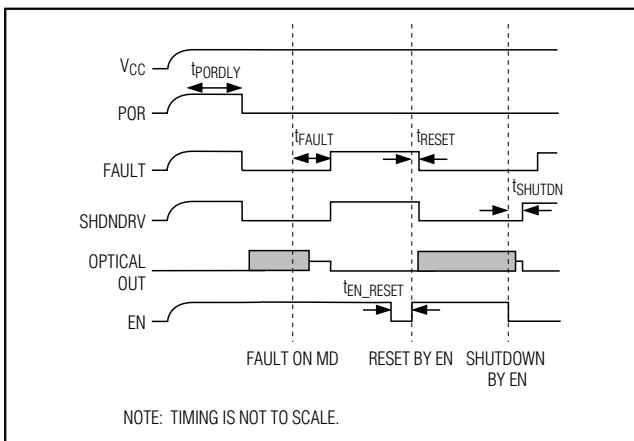 VCC
tPORDLY
POR
tFAULT
tRESET
FAULT
tSHUTDN
SHDNDRV
OPTICAL
OUT
tEN_RESET
EN
FAULT ON MD
RESET BY EN
SHUTDOWN
BY EN
NOTE: TIMING IS NOT TO SCALE.